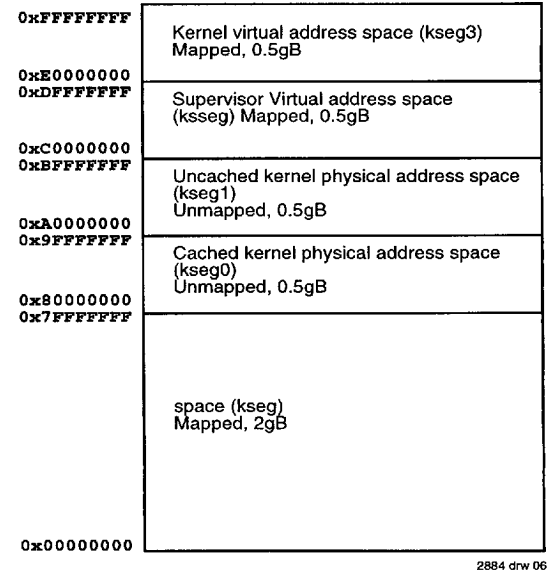 0xFFFFFFFF
Kernel virtual address space (kseg3)
Mapped, 0.5gB
0xE0000000
0xDFFFFFFF
Supervisor Virtual address space
(ksseg) Mapped, 0.5gB
0xC0000000
0xBFFFFFFF
Uncached kernel physical address space
(kseg1)
Unmapped, 0.5gB
0xA0000000
0x9FFFFFFF
Cached kernel physical address space
(kseg0)
Unmapped, 0.5gB
0x80000000
0x7FFFFFFF
space (kseg)
Mapped, 2gB
0x00000000
2884 drw 06